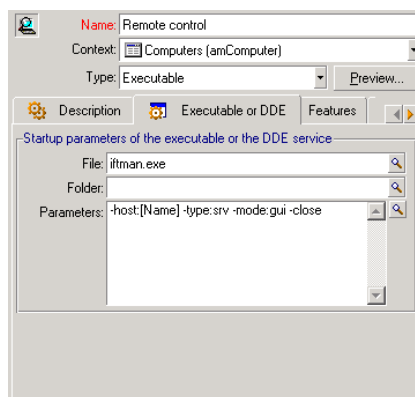 Name: Remote control
Context: Computers (amComputer)
Type: Executable Preview...
Description Executable or DDE Features
Startup parameters of the executable or the DDE service
File: iftman.exe
Folder:
Parameters: -host:[Name] -type:srv -mode:gui -close